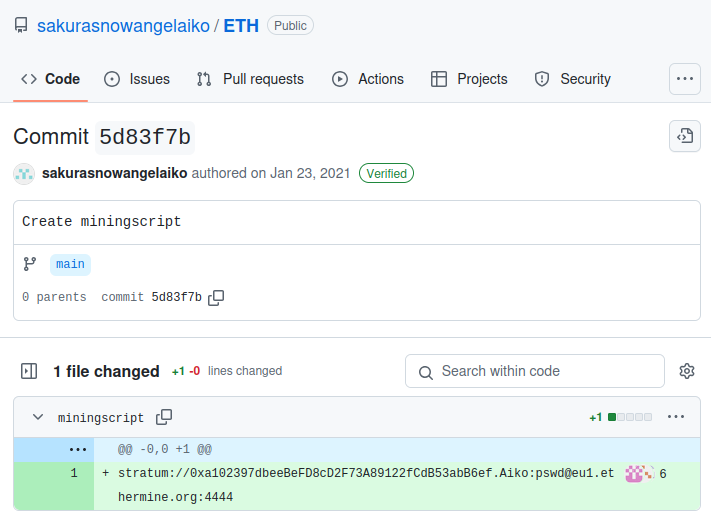 sakurasnowangelaiko / ETH Public
Code Issues Pull requests Actions Projects Security
Commit 5d83f7b
sakurasnowangelaiko authored on Jan 23, 2021 Verified
Create miningscript
main
0 parents commit 5d83f7b
1 file changed +1 -0 lines changed Search within code
miningscript +1
@@ -0,0 +1 @@
1 + stratum://0xa102397dbeeBeFD8cD2F73A89122fCdB53abB6ef.Aiko:pswd@eu1.et 6
hermine.org:4444